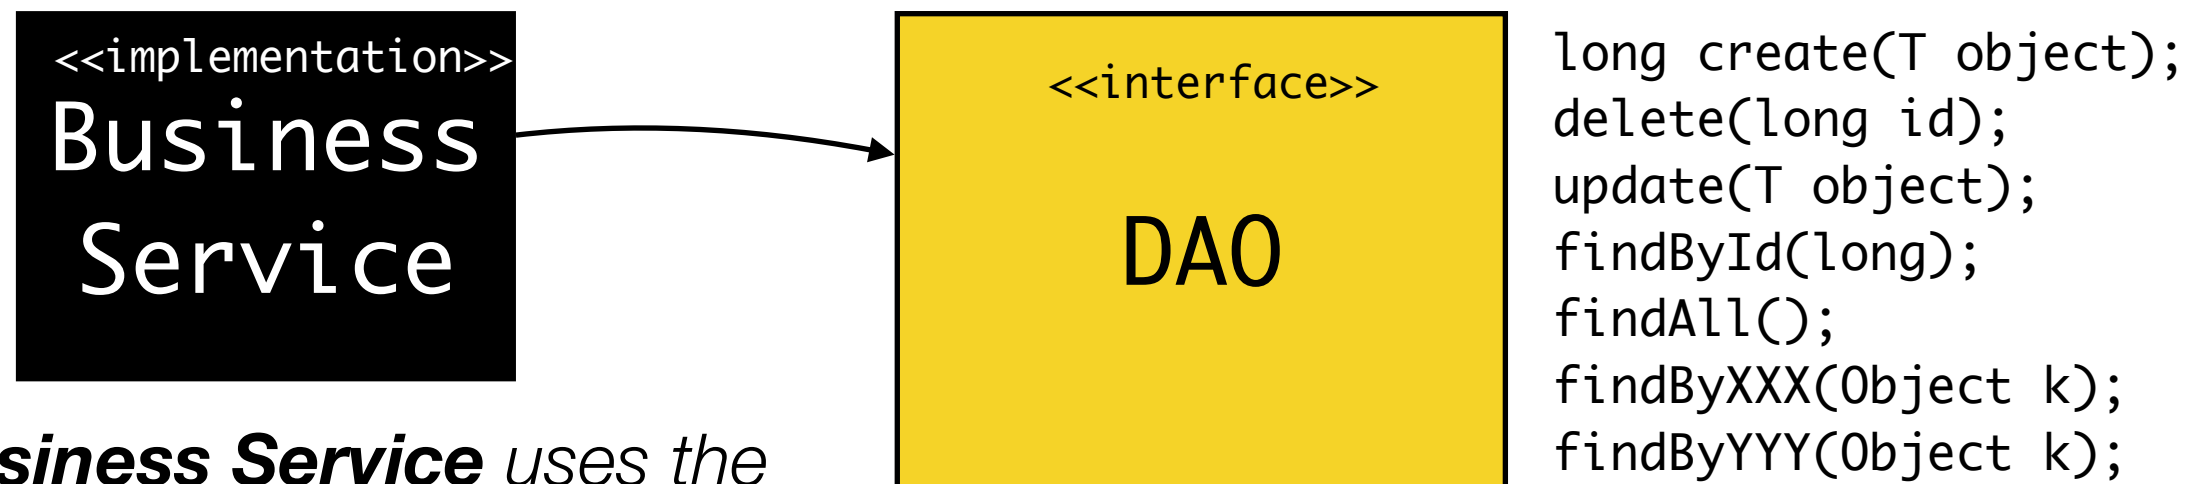 <<implementation>>
Business
Service
<<interface>>
DAO
long create(T object);
delete(long id);
update(T object);
findById(long);
findAll();
findByXXX(Object k);
findByYYY(Object k);
Service uses the